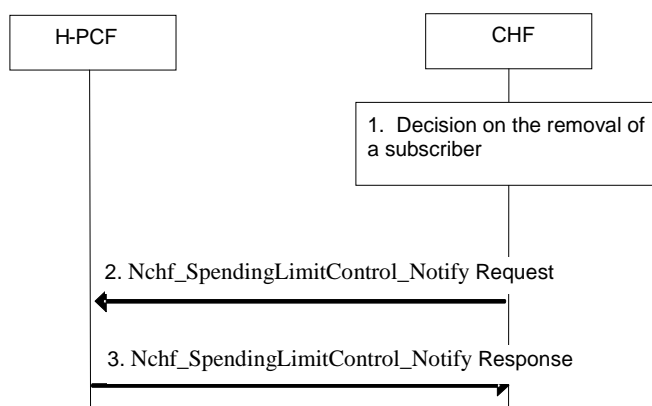 H-PCF
CHF
1. Decision on the removal of
a subscriber
2. Nchf_SpendingLimitControl_Notify Request
3. Nchf_SpendingLimitControl_Notify Response